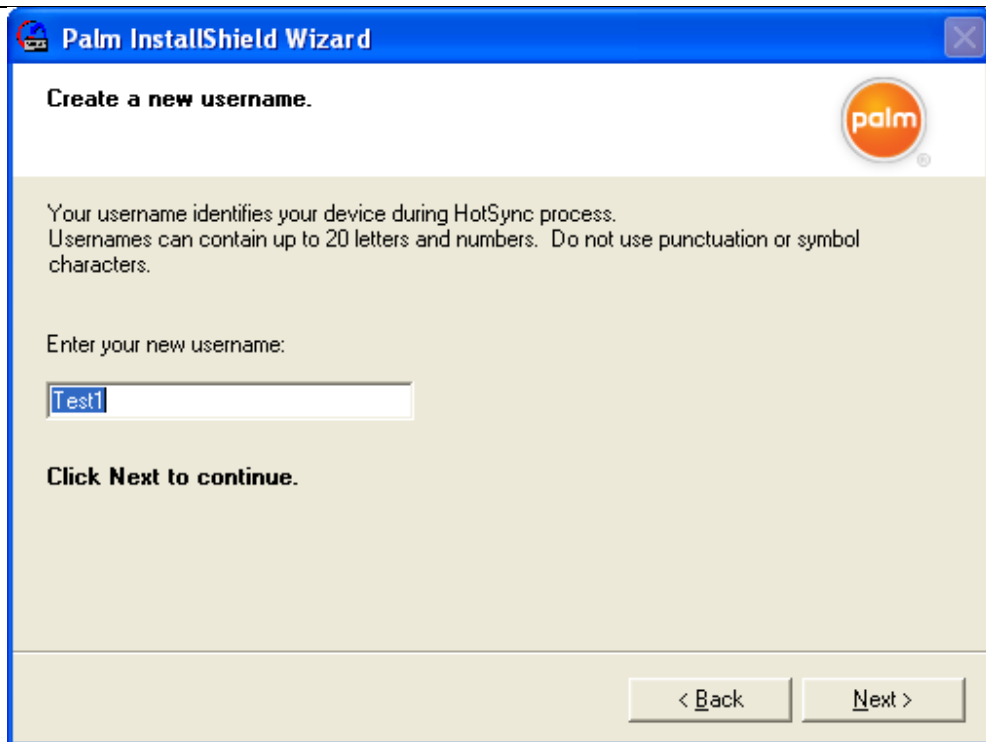 Palm InstallShield Wizard
Create a new username.
palm
®
Your username identifies your device during HotSync process.
Usernames can contain up to 20 letters and numbers.  Do not use punctuation or symbol
characters.
Enter your new username:
Test1
Click Next to continue.
< Back
Next >